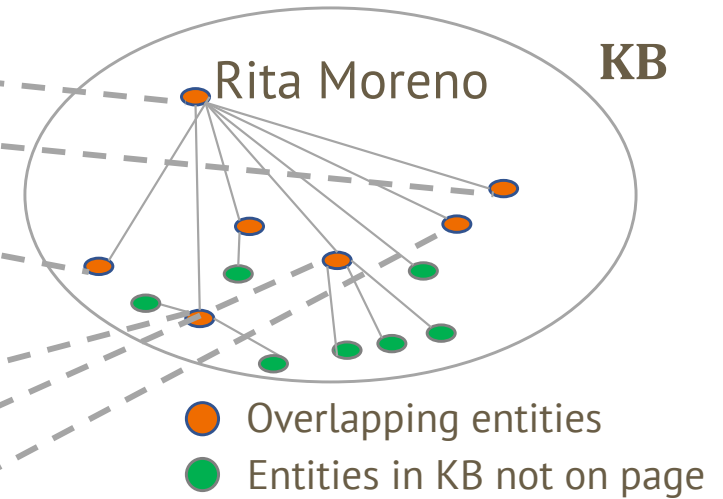 KB
Rita Moreno
Overlapping entities
Entities in KB not on page